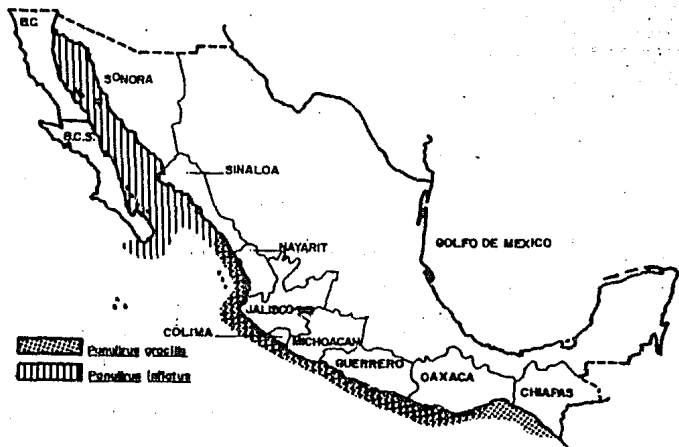 B.C.
SONORA
B.C.S.
SINALOA
GOLFO DE MEXICO
NAYARIT
JALISCO
COLIMA
MICHOACAN
Panulirus gracilis
GUERRERO
Panulirus inflatus
OAXACA
CHIAPAS